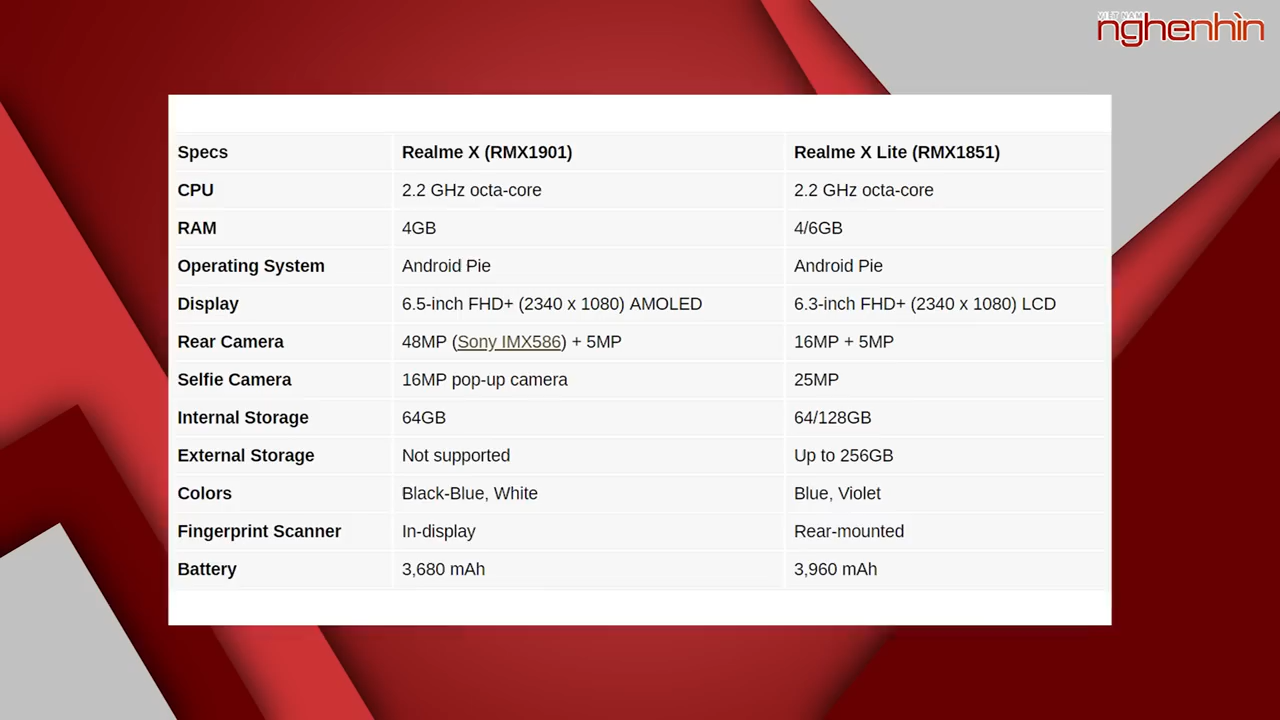 VIỆT NAM
nghenhìn
Specs Realme X (RMX1901) Realme X Lite (RMX1851)
CPU 2.2 GHz octa-core 2.2 GHz octa-core
RAM 4GB 4/6GB
Operating System Android Pie Android Pie
Display 6.5-inch FHD+ (2340 x 1080) AMOLED 6.3-inch FHD+ (2340 x 1080) LCD
Rear Camera 48MP (Sony IMX586) + 5MP 16MP + 5MP
Selfie Camera 16MP pop-up camera 25MP
Internal Storage 64GB 64/128GB
External Storage Not supported Up to 256GB
Colors Black-Blue, White Blue, Violet
Fingerprint Scanner In-display Rear-mounted
Battery 3,680 mAh 3,960 mAh